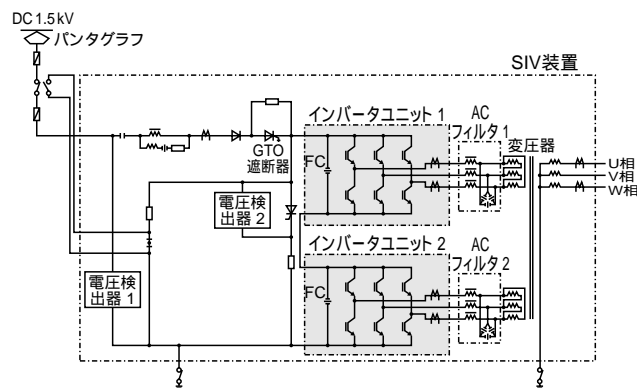 DC 1.5 kV
パンタグラフ
SIV装置
インバータユニット 1
AC
フィルタ 1
変圧器
GTO
遮断器
FC
U相
V相
W相
電圧検
出器 2
インバータユニット 2
AC
フィルタ 2
電圧検
出器 1
FC